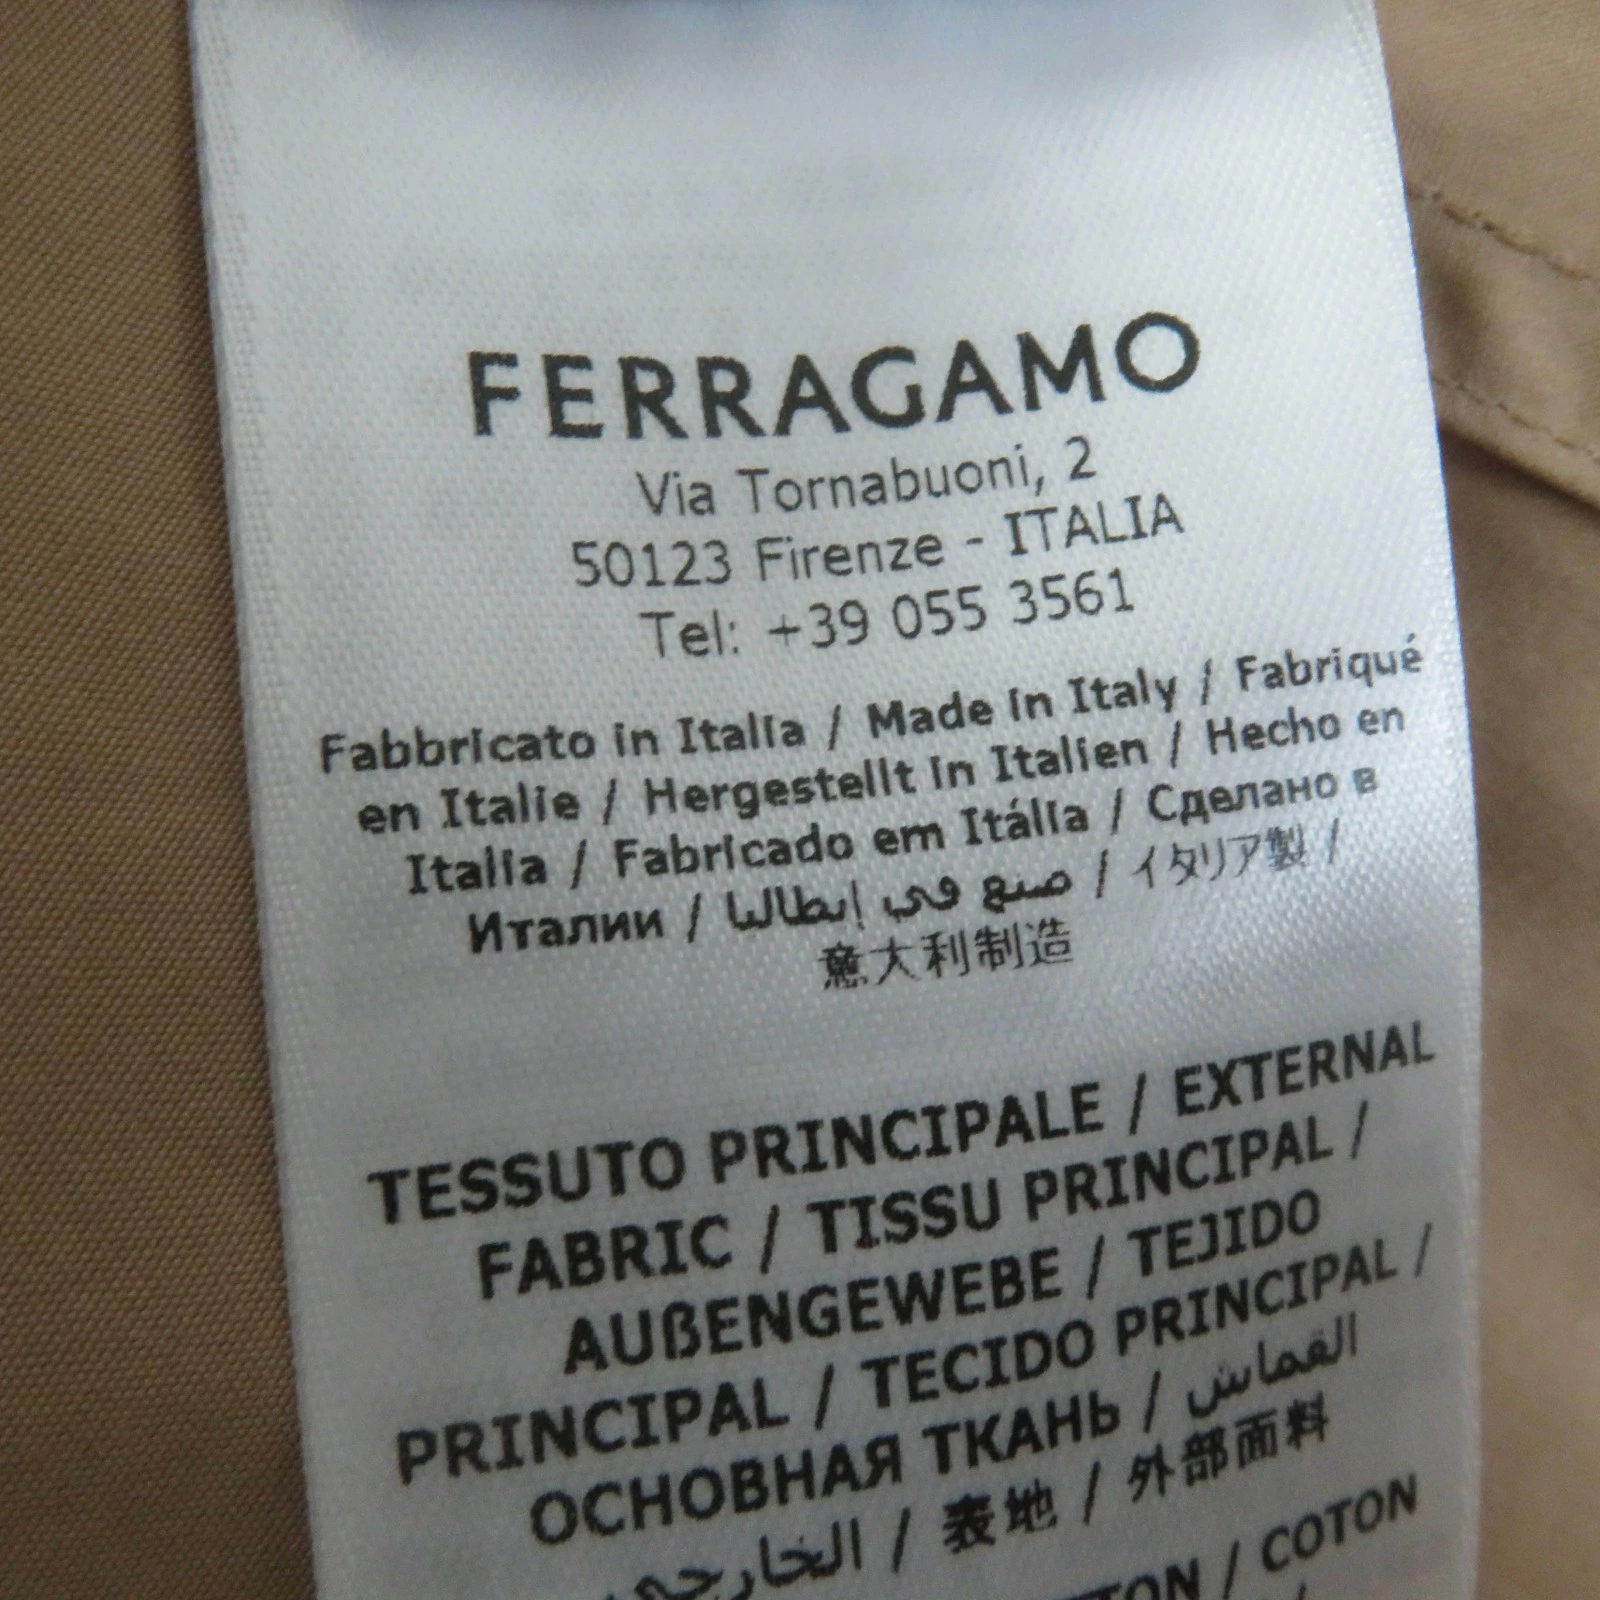 FERRAGAMO
Via Tornabuoni, 2
50123 Firenze - ITALIA
Tel: +39 055 3561
Fabbricato in Italia / Made in Italy / Fabriqué
en Italie / Hergestellt in Italien / Hecho en
Italia / Fabricado em Itália / Сделано в
Италии / صنع في إيطاليا / イタリア製 /
意大利制造
TESSUTO PRINCIPALE / EXTERNAL
FABRIC / TISSU PRINCIPAL /
AUßENGEWEBE / TEJIDO
PRINCIPAL / TECIDO PRINCIPAL /
ОСНОВНАЯ ТКАНЬ / القماش
الخارجي / 表地 / 外部面料
/ COTON